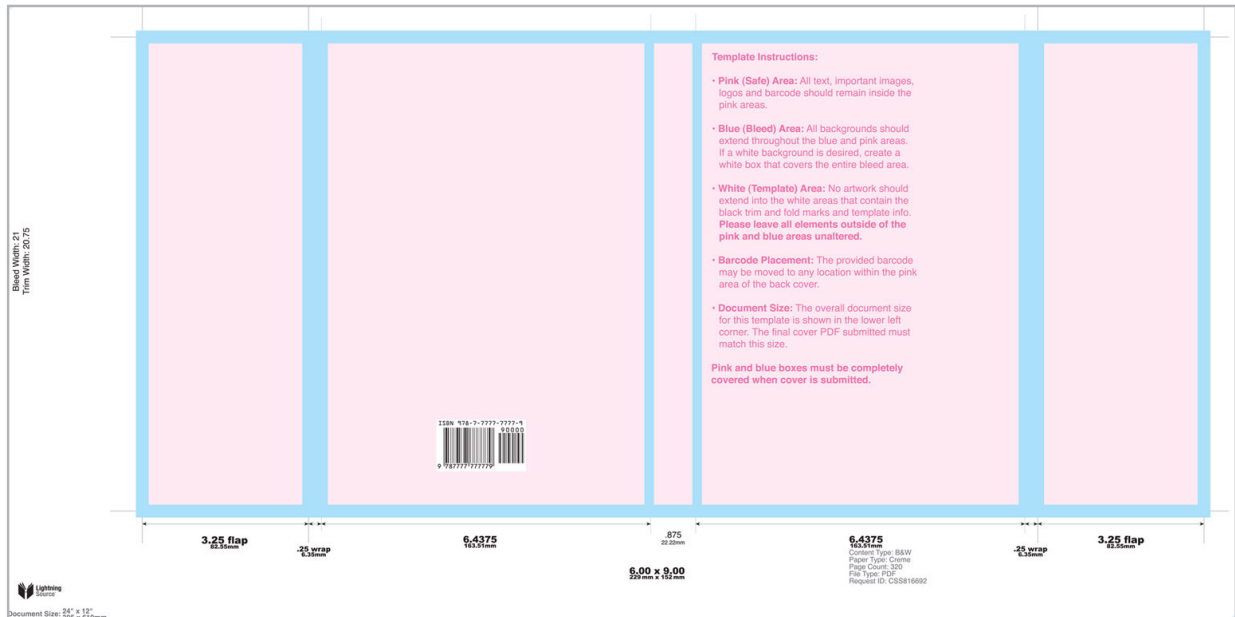 Template Instructions:
• Pink (Safe) Area: All text, important images,
logos and barcode should remain inside the
pink areas.
• Blue (Bleed) Area: All backgrounds should
extend throughout the blue and pink areas.
If a white background is desired, create a
white box that covers the entire bleed area.
• White (Template) Area: No artwork should
extend into the white areas that contain the
black trim and fold marks and template info.
Please leave all elements outside of the
pink and blue areas unaltered.
• Barcode Placement: The provided barcode
may be moved to any location within the pink
area of the back cover.
• Document Size: The overall document size
for this template is shown in the lower left
corner. The final cover PDF submitted must
match this size.
Pink and blue boxes must be completely
covered when cover is submitted.
Bleed Width: 21
Trim Width: 20.75
ISBN 978-7-7777-7777-9
90000
9 787777 777779
3.25 flap
82.55mm
.25 wrap
6.35mm
6.4375
163.51mm
.875
22.22mm
6.4375
163.51mm
.25 wrap
6.35mm
3.25 flap
82.55mm
6.00 x 9.00
229 mm x 152 mm
Content Type: B&W
Paper Type: Creme
Page Count: 320
File Type: PDF
Request ID: CSS816692
Lightning
Source
Document Size: 24" x 12"